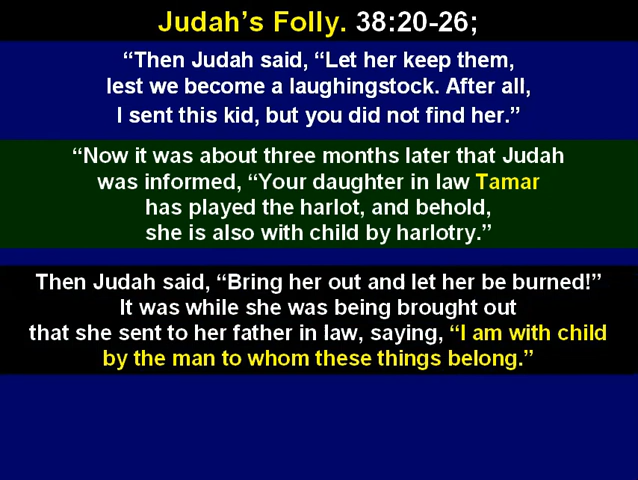 Judah’s Folly. 38:20-26;
“Then Judah said, “Let her keep them,
lest we become a laughingstock. After all,
I sent this kid, but you did not find her.”
“Now it was about three months later that Judah
was informed, “Your daughter in law Tamar
has played the harlot, and behold,
she is also with child by harlotry.”
Then Judah said, “Bring her out and let her be burned!”
It was while she was being brought out
that she sent to her father in law, saying, “I am with child
by the man to whom these things belong.”